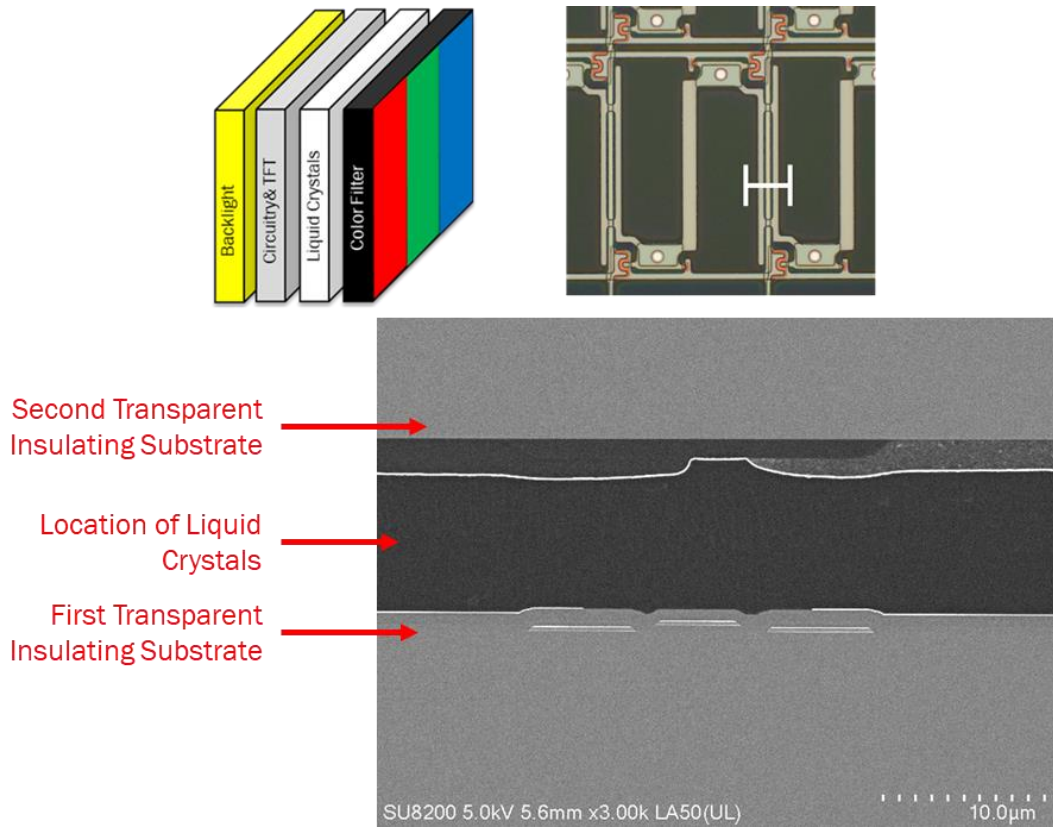 Backlight
Circuitry& TFT
Liquid Crystals
Color Filter
Second Transparent
Insulating Substrate
Location of Liquid
Crystals
First Transparent
Insulating Substrate
SU8200 5.0kV 5.6mm x3.00k LA50(UL)
10.0µm